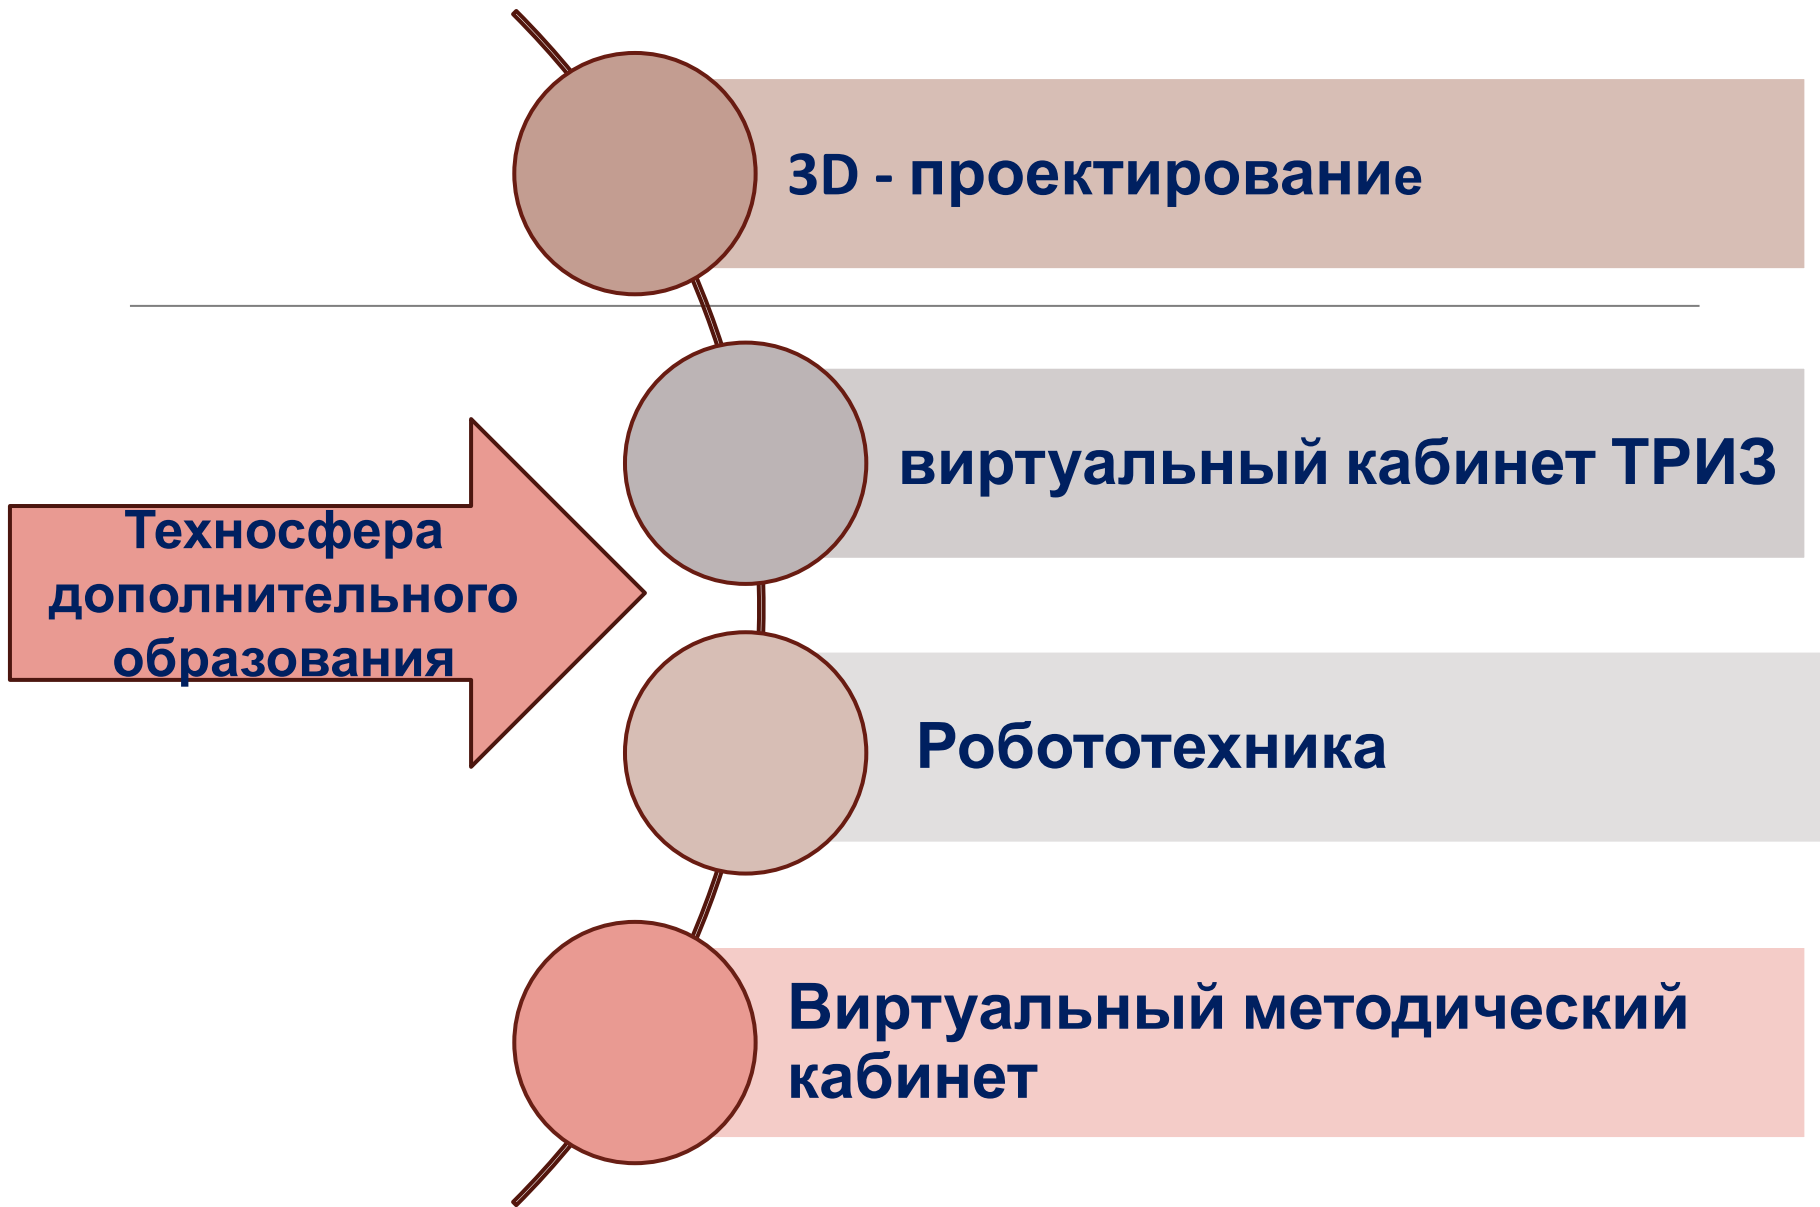 3D - проектирование
виртуальный кабинет ТРИЗ
Техносфера
дополнительного
образования
Робототехника
Виртуальный методический
кабинет